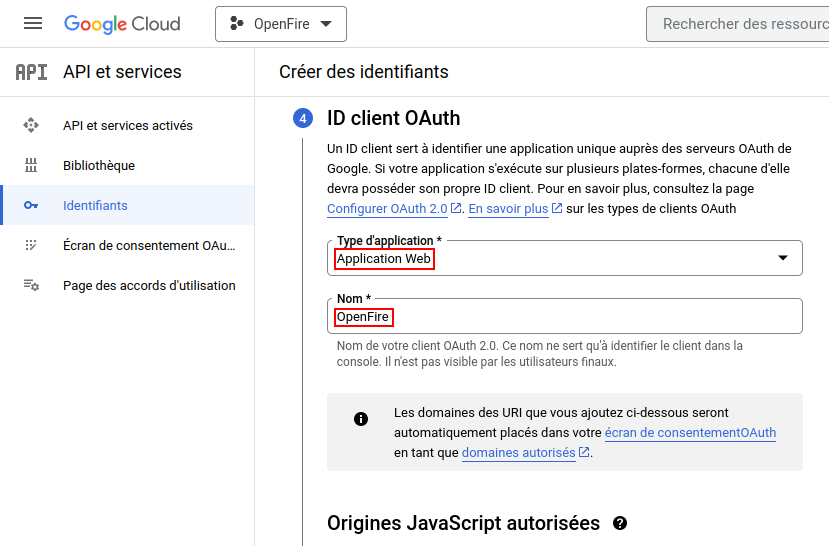 Google Cloud
OpenFire
Rechercher des ressourc
API API et services
Créer des identifiants
API et services activés
Bibliothèque
Identifiants
Écran de consentement OAu...
Page des accords d'utilisation
4 ID client OAuth
Un ID client sert à identifier une application unique auprès des serveurs OAuth de
Google. Si votre application s'exécute sur plusieurs plates-formes, chacune d'elle
devra posséder son propre ID client. Pour en savoir plus, consultez la page
Configurer OAuth 2.0. En savoir plus sur les types de clients OAuth
Type d'application *
Application Web
Nom *
OpenFire
Nom de votre client OAuth 2.0. Ce nom ne sert qu'à identifier le client dans la
console. Il n'est pas visible par les utilisateurs finaux.
Les domaines des URI que vous ajoutez ci-dessous seront
automatiquement placés dans votre écran de consentementOAuth
en tant que domaines autorisés.
Origines JavaScript autorisées